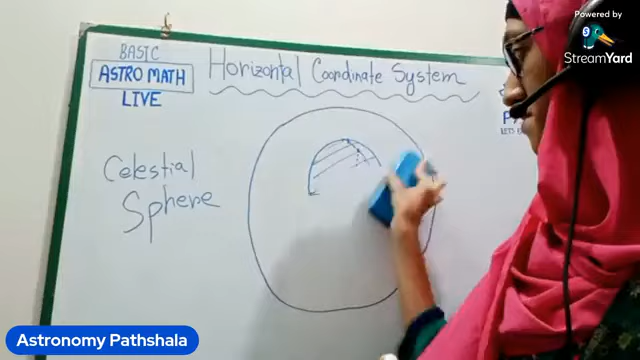 BASIC
ASTRO MATH
LIVE
Horizontal Coordinate System
Celestial
Sphere
Powered by
StreamYard
Astronomy Pathshala